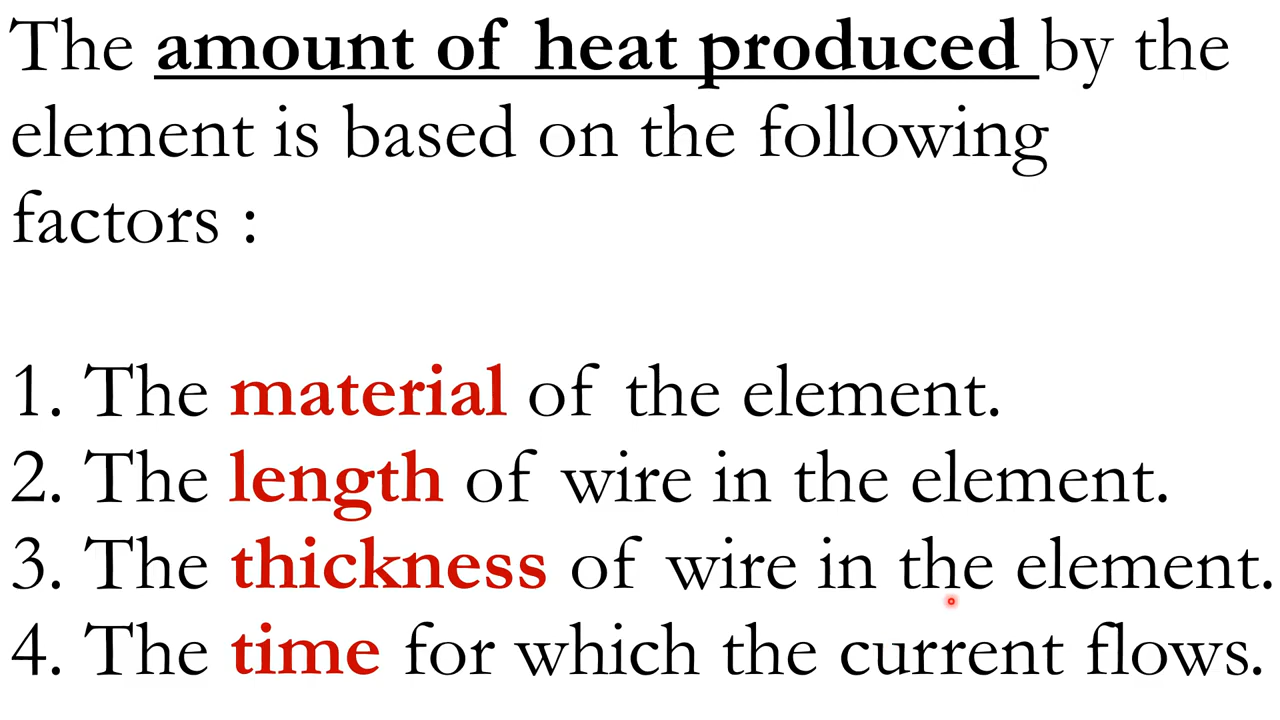 The amount of heat produced by the
element is based on the following
factors :
1. The material of the element.
2. The length of wire in the element.
3. The thickness of wire in the element.
4. The time for which the current flows.